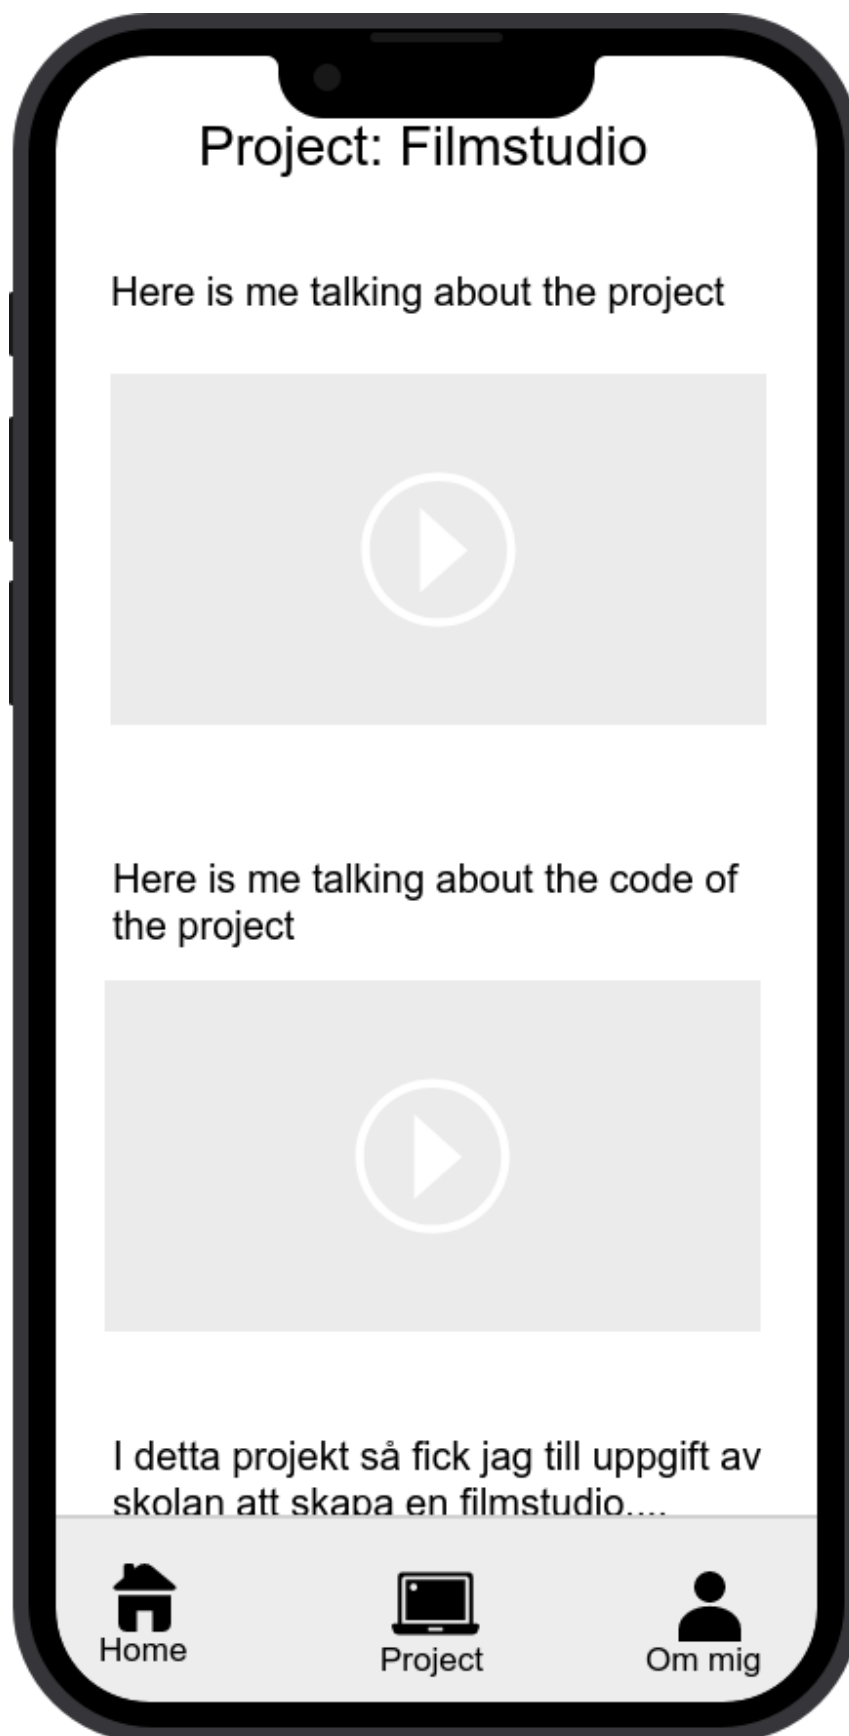 Project: Filmstudio
Here is me talking about the project
Here is me talking about the code of
the project
I detta projekt så fick jag till uppgift av
skolan att skapa en filmstudio....
Home
Project
Om mig